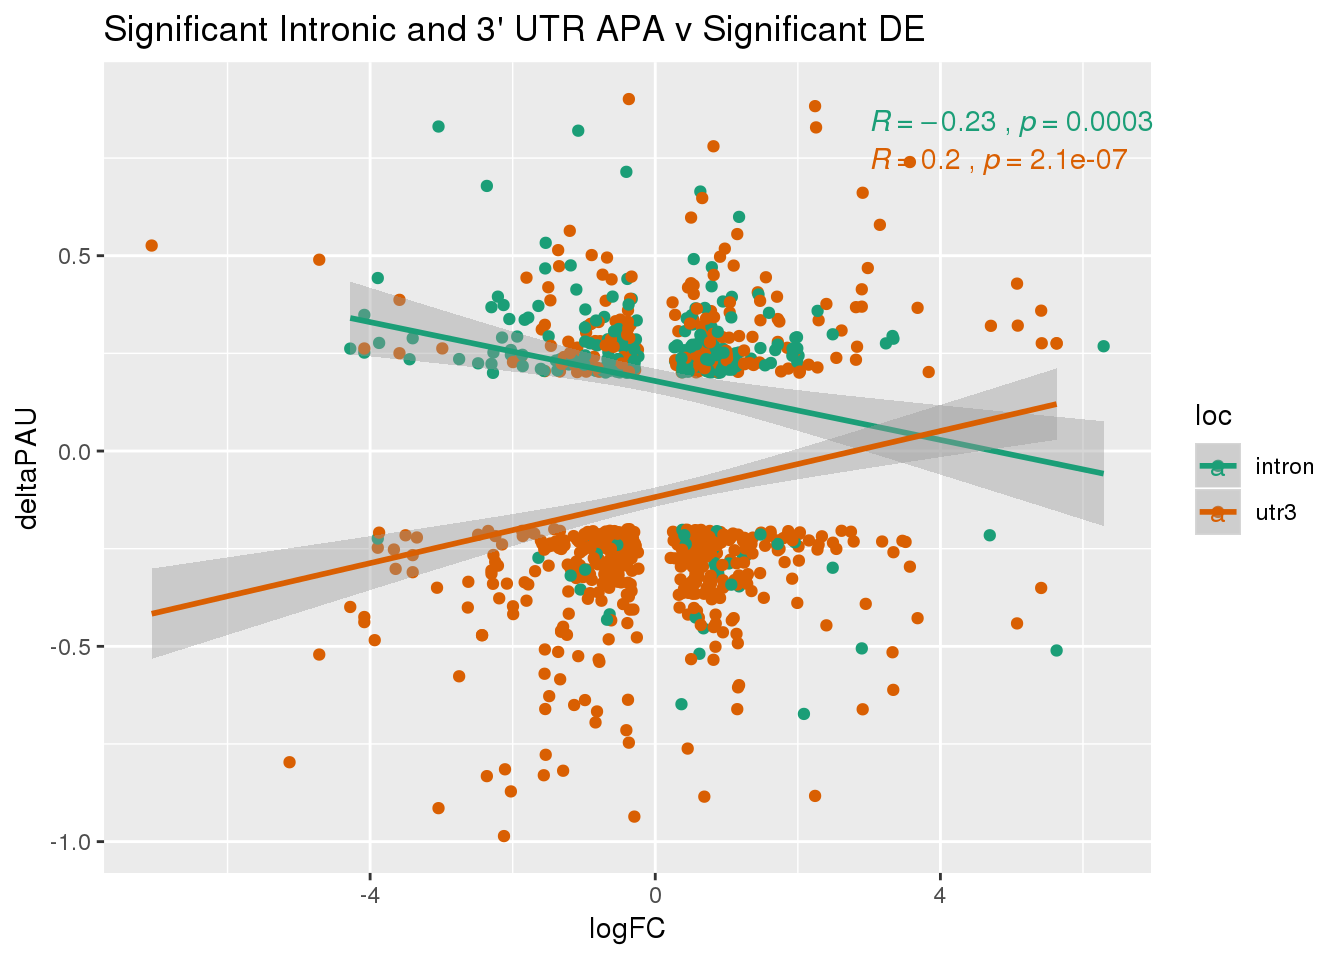 Significant Intronic and 3' UTR APA v Significant DE
R = −0.23 , p = 0.0003
R = 0.2 , p = 2.1e-07
0.5
0.0
-0.5
-1.0
deltaPAU
-4
0
4
logFC
loc
a intron
a utr3